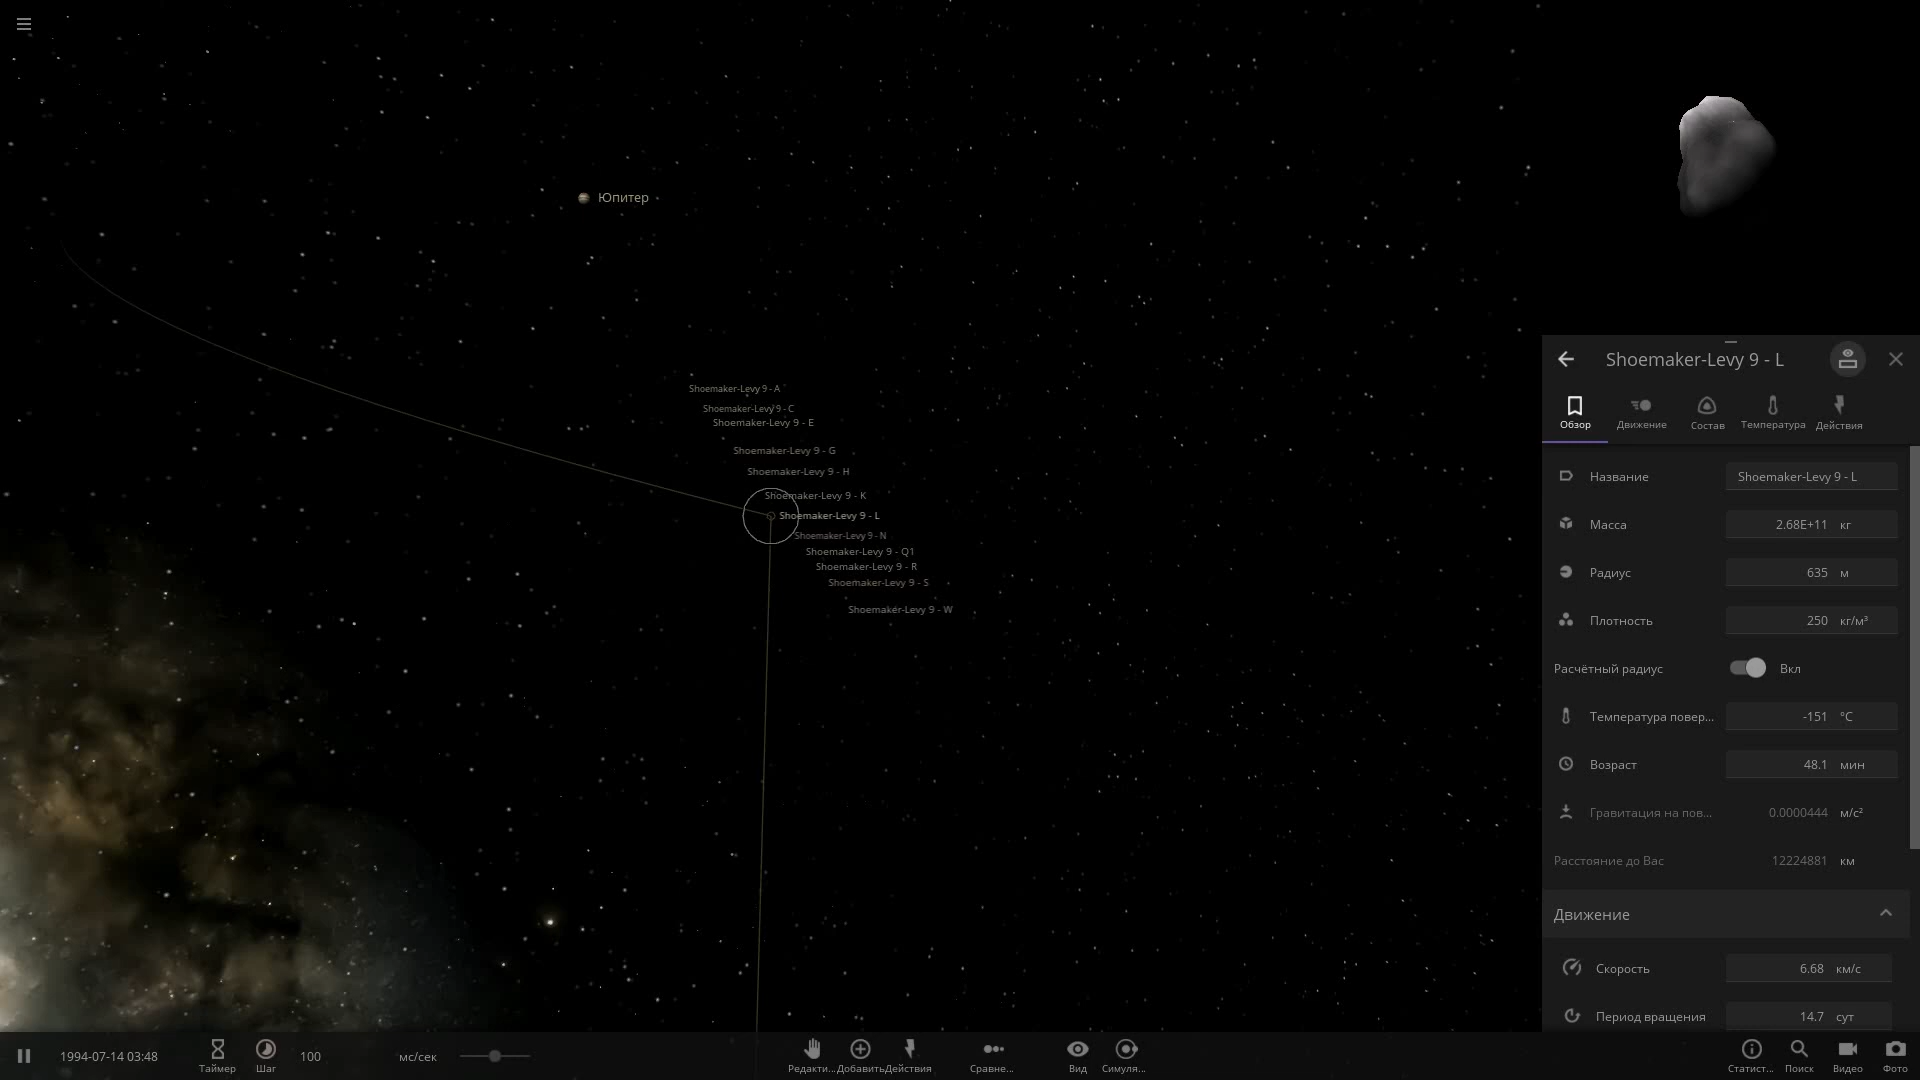 Юпитер
Shoemaker-Levy 9 - A
Shoemaker-Levy 9 - C
Shoemaker-Levy 9 - E
Shoemaker-Levy 9 - G
Shoemaker-Levy 9 - H
Shoemaker-Levy 9 - K
Shoemaker-Levy 9 - L
Shoemaker-Levy 9 - N
Shoemaker-Levy 9 - Q1
Shoemaker-Levy 9 - R
Shoemaker-Levy 9 - S
Shoemaker-Levy 9 - W
Shoemaker-Levy 9 - L
Обзор Движение Состав Температура Действия
Название Shoemaker-Levy 9 - L
Масса 2.68E+11 кг
Радиус 635 м
Плотность 250 кг/м³
Расчётный радиус Вкл
Температура повер... -151 °C
Возраст 48.1 мин
Гравитация на пов... 0.0000444 м/с²
Расстояние до Вас 12224881 км
Движение
Скорость 6.68 км/с
Период вращения 14.7 сут
1994-07-14 03:48 Таймер Шаг 100 мс/сек Редакти... Добавить Действия Сравне... Вид Симуля... Статист... Поиск Видео Фото